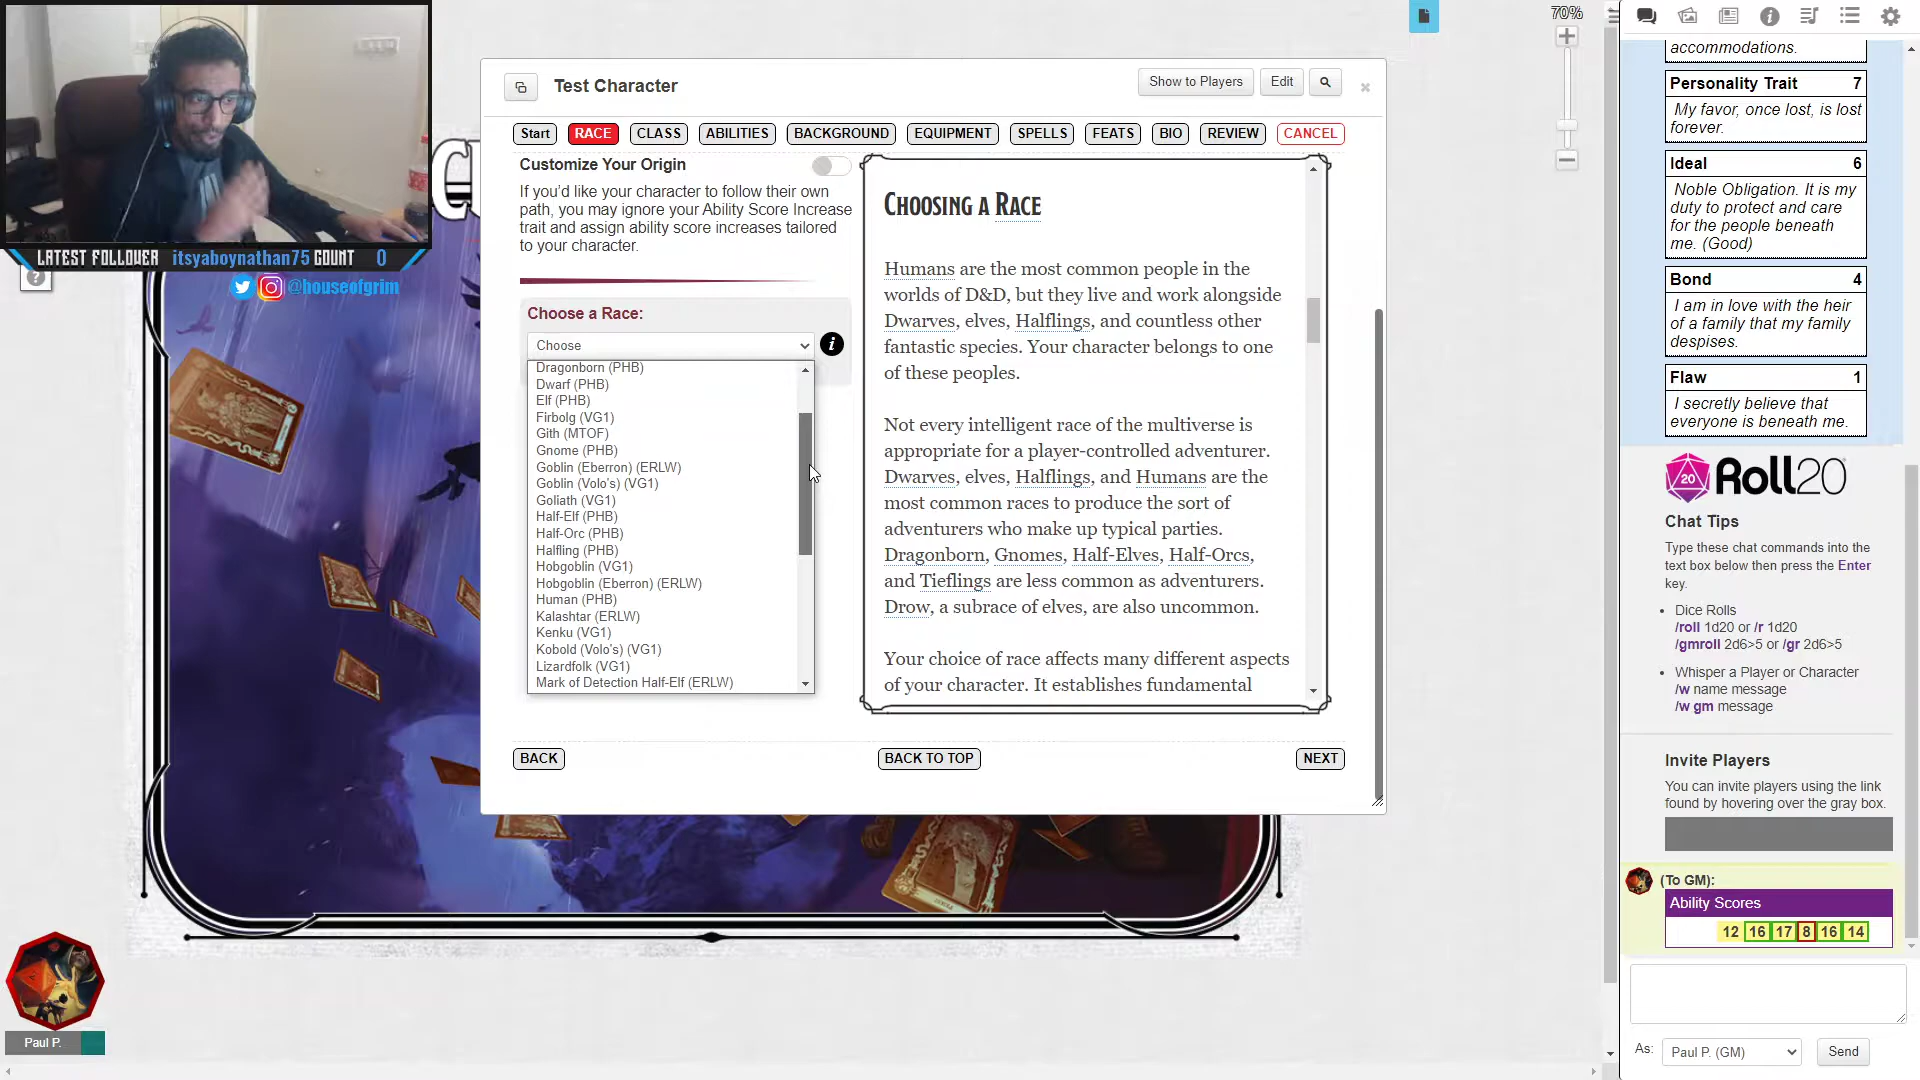 LATEST FOLLOWER itsyaboynathan75 COUNT 0
@houseofgrim
?
Test Character
Show to Players
Edit
Start
RACE
CLASS
ABILITIES
BACKGROUND
EQUIPMENT
SPELLS
FEATS
BIO
REVIEW
CANCEL
Customize Your Origin
If you'd like your character to follow their own
path, you may ignore your Ability Score Increase
trait and assign ability score increases tailored
to your character.
Choose a Race:
Choose
i
Dragonborn (PHB)
Dwarf (PHB)
Elf (PHB)
Firbolg (VG1)
Gith (MTOF)
Gnome (PHB)
Goblin (Eberron) (ERLW)
Goblin (Volo's) (VG1)
Goliath (VG1)
Half-Elf (PHB)
Half-Orc (PHB)
Halfling (PHB)
Hobgoblin (VG1)
Hobgoblin (Eberron) (ERLW)
Human (PHB)
Kalashtar (ERLW)
Kenku (VG1)
Kobold (Volo's) (VG1)
Lizardfolk (VG1)
Mark of Detection Half-Elf (ERLW)
CHOOSING A RACE
Humans are the most common people in the
worlds of D&D, but they live and work alongside
Dwarves, elves, Halflings, and countless other
fantastic species. Your character belongs to one
of these peoples.
Not every intelligent race of the multiverse is
appropriate for a player-controlled adventurer.
Dwarves, elves, Halflings, and Humans are the
most common races to produce the sort of
adventurers who make up typical parties.
Dragonborn, Gnomes, Half-Elves, Half-Orcs,
and Tieflings are less common as adventurers.
Drow, a subrace of elves, are also uncommon.
Your choice of race affects many different aspects
of your character. It establishes fundamental
BACK
BACK TO TOP
NEXT
70%
accommodations.
Personality Trait 7
My favor, once lost, is lost
forever.
Ideal 6
Noble Obligation. It is my
duty to protect and care
for the people beneath
me. (Good)
Bond 4
I am in love with the heir
of a family that my family
despises.
Flaw 1
I secretly believe that
everyone is beneath me.
20 Roll20
Chat Tips
Type these chat commands into the
text box below then press the Enter
key.
• Dice Rolls
/roll 1d20 or /r 1d20
/gmroll 2d6>5 or /gr 2d6>5
• Whisper a Player or Character
/w name message
/w gm message
Invite Players
You can invite players using the link
found by hovering over the gray box.
(To GM):
Ability Scores
12 16 17 8 16 14
As: Paul P. (GM)
Send
Paul P.